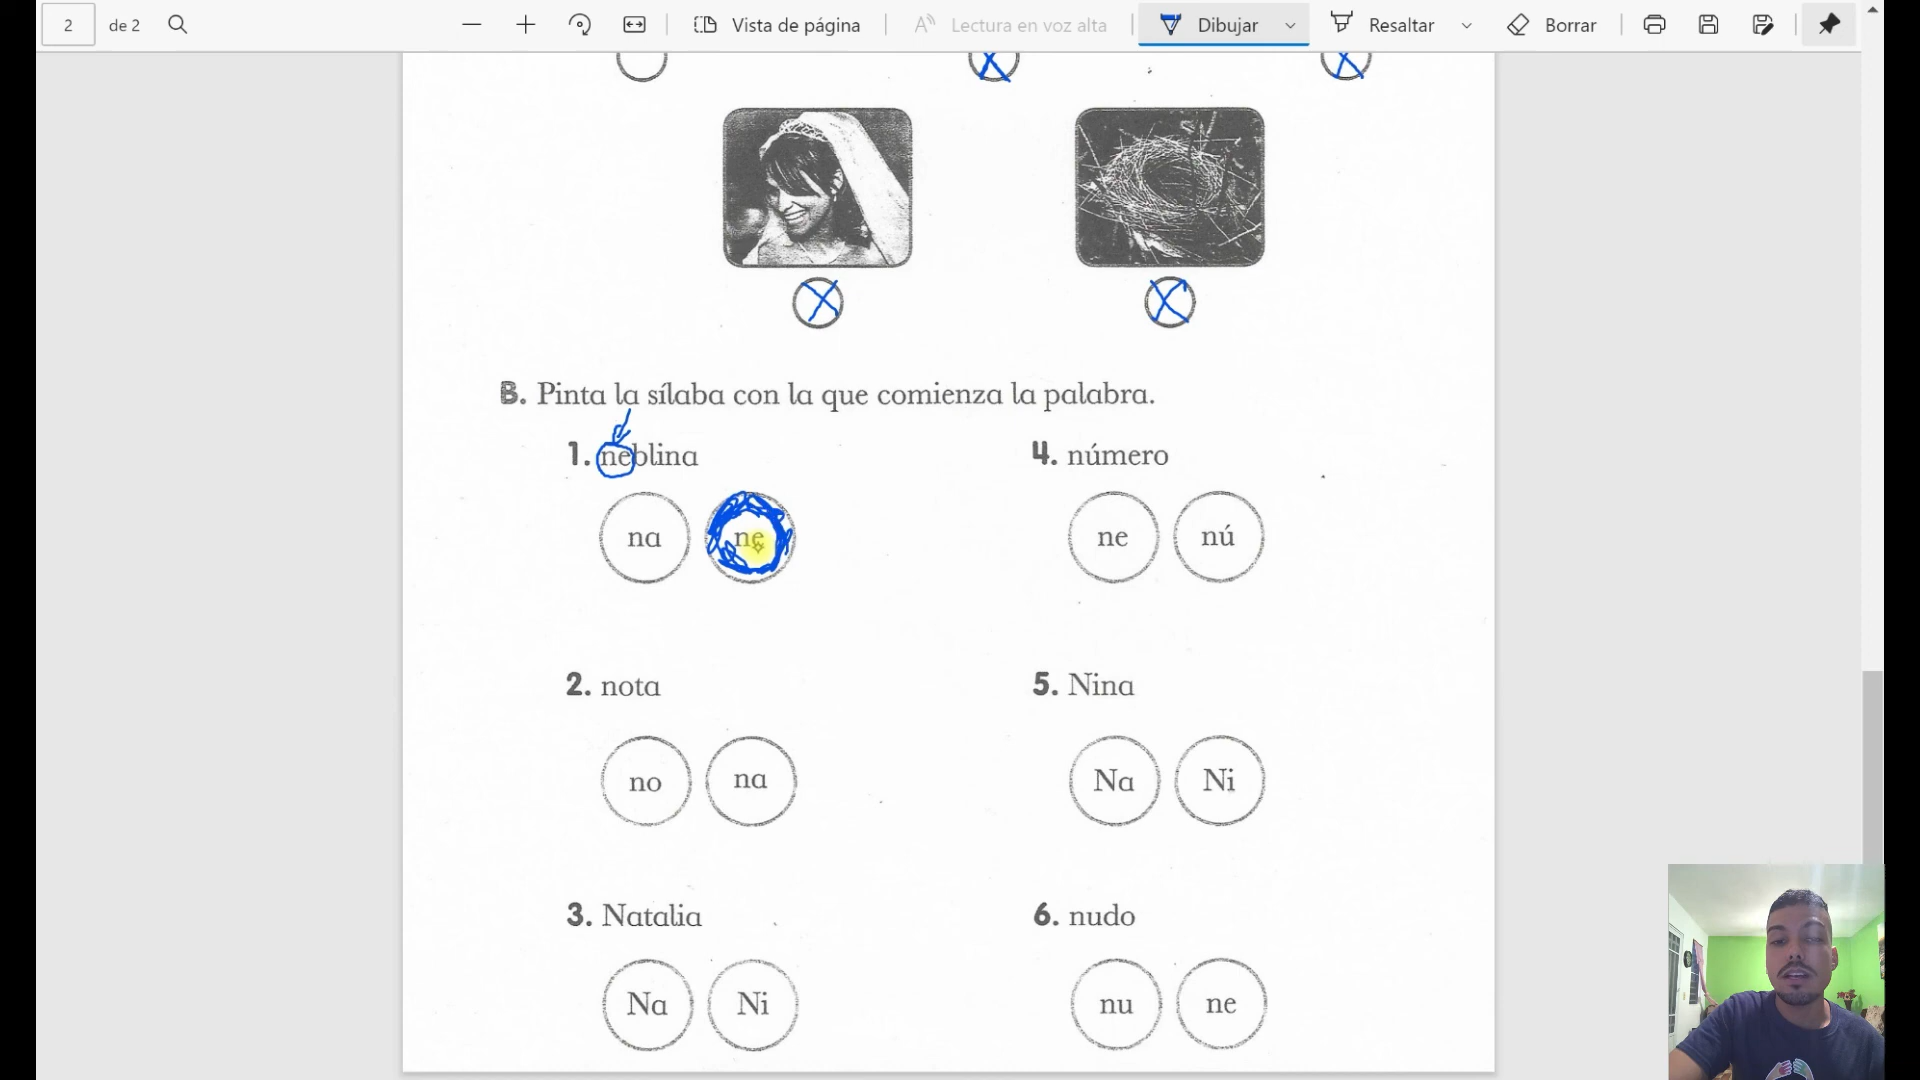 2 de 2 Vista de página Lectura en voz alta Dibujar Resaltar Borrar
B. Pinta la sílaba con la que comienza la palabra.
1. neblina
na ne
4. número
ne nú
2. nota
no na
5. Nina
Na Ni
3. Natalia
Na Ni
6. nudo
nu ne